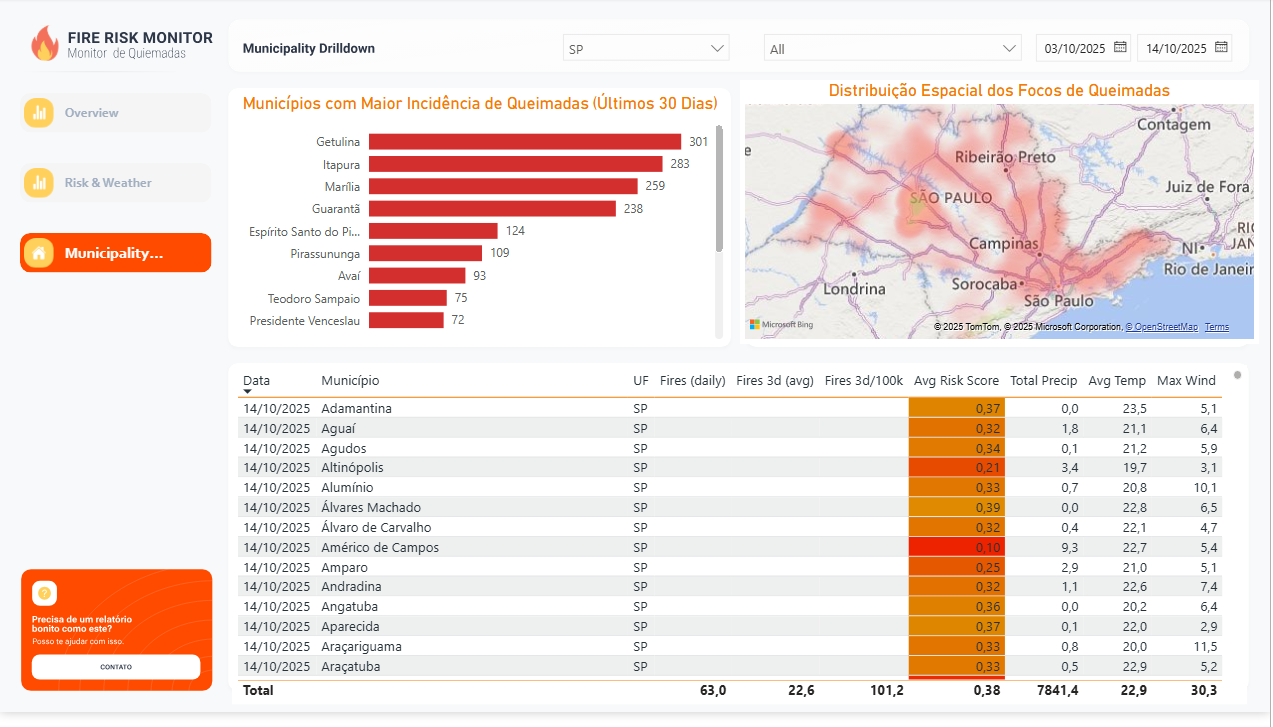 FIRE RISK MONITOR
Monitor de Quiemadas
Municipality Drilldown
SP
All
03/10/2025
14/10/2025
Overview
Risk & Weather
Municipality...
Municípios com Maior Incidência de Queimadas (Últimos 30 Dias)
Getulina 301
Itapura 283
Marília 259
Guarantã 238
Espírito Santo do Pi... 124
Pirassununga 109
Avaí 93
Teodoro Sampaio 75
Presidente Venceslau 72
Distribuição Espacial dos Focos de Queimadas
Contagem
e
Ribeirão Preto
Juiz de Fora
SÃO PAULO
RIO
Campinas
NI
JAN
Rio de Janeir
Londrina
Sorocaba
São Paulo
Microsoft Bing
© 2025 TomTom, © 2025 Microsoft Corporation, © OpenStreetMap Terms
Data Município UF Fires (daily) Fires 3d (avg) Fires 3d/100k Avg Risk Score Total Precip Avg Temp Max Wind
14/10/2025 Adamantina SP 0,37 0,0 23,5 5,1
14/10/2025 Aguaí SP 0,32 1,8 21,1 6,4
14/10/2025 Agudos SP 0,34 0,1 21,2 5,9
14/10/2025 Altinópolis SP 0,21 3,4 19,7 3,1
14/10/2025 Alumínio SP 0,33 0,7 20,8 10,1
14/10/2025 Álvares Machado SP 0,39 0,0 22,8 6,5
14/10/2025 Álvaro de Carvalho SP 0,32 0,4 22,1 4,7
14/10/2025 Américo de Campos SP 0,10 9,3 22,7 5,4
14/10/2025 Amparo SP 0,25 2,9 21,0 5,1
14/10/2025 Andradina SP 0,32 1,1 22,6 7,4
14/10/2025 Angatuba SP 0,36 0,0 20,2 6,4
14/10/2025 Aparecida SP 0,37 0,1 22,0 2,9
14/10/2025 Araçariguama SP 0,33 0,8 20,0 11,5
14/10/2025 Araçatuba SP 0,33 0,5 22,9 5,2
Total 63,0 22,6 101,2 0,38 7841,4 22,9 30,3
?
Precisa de um relatório
bonito como este?
Posso te ajudar com isso.
CONTATO